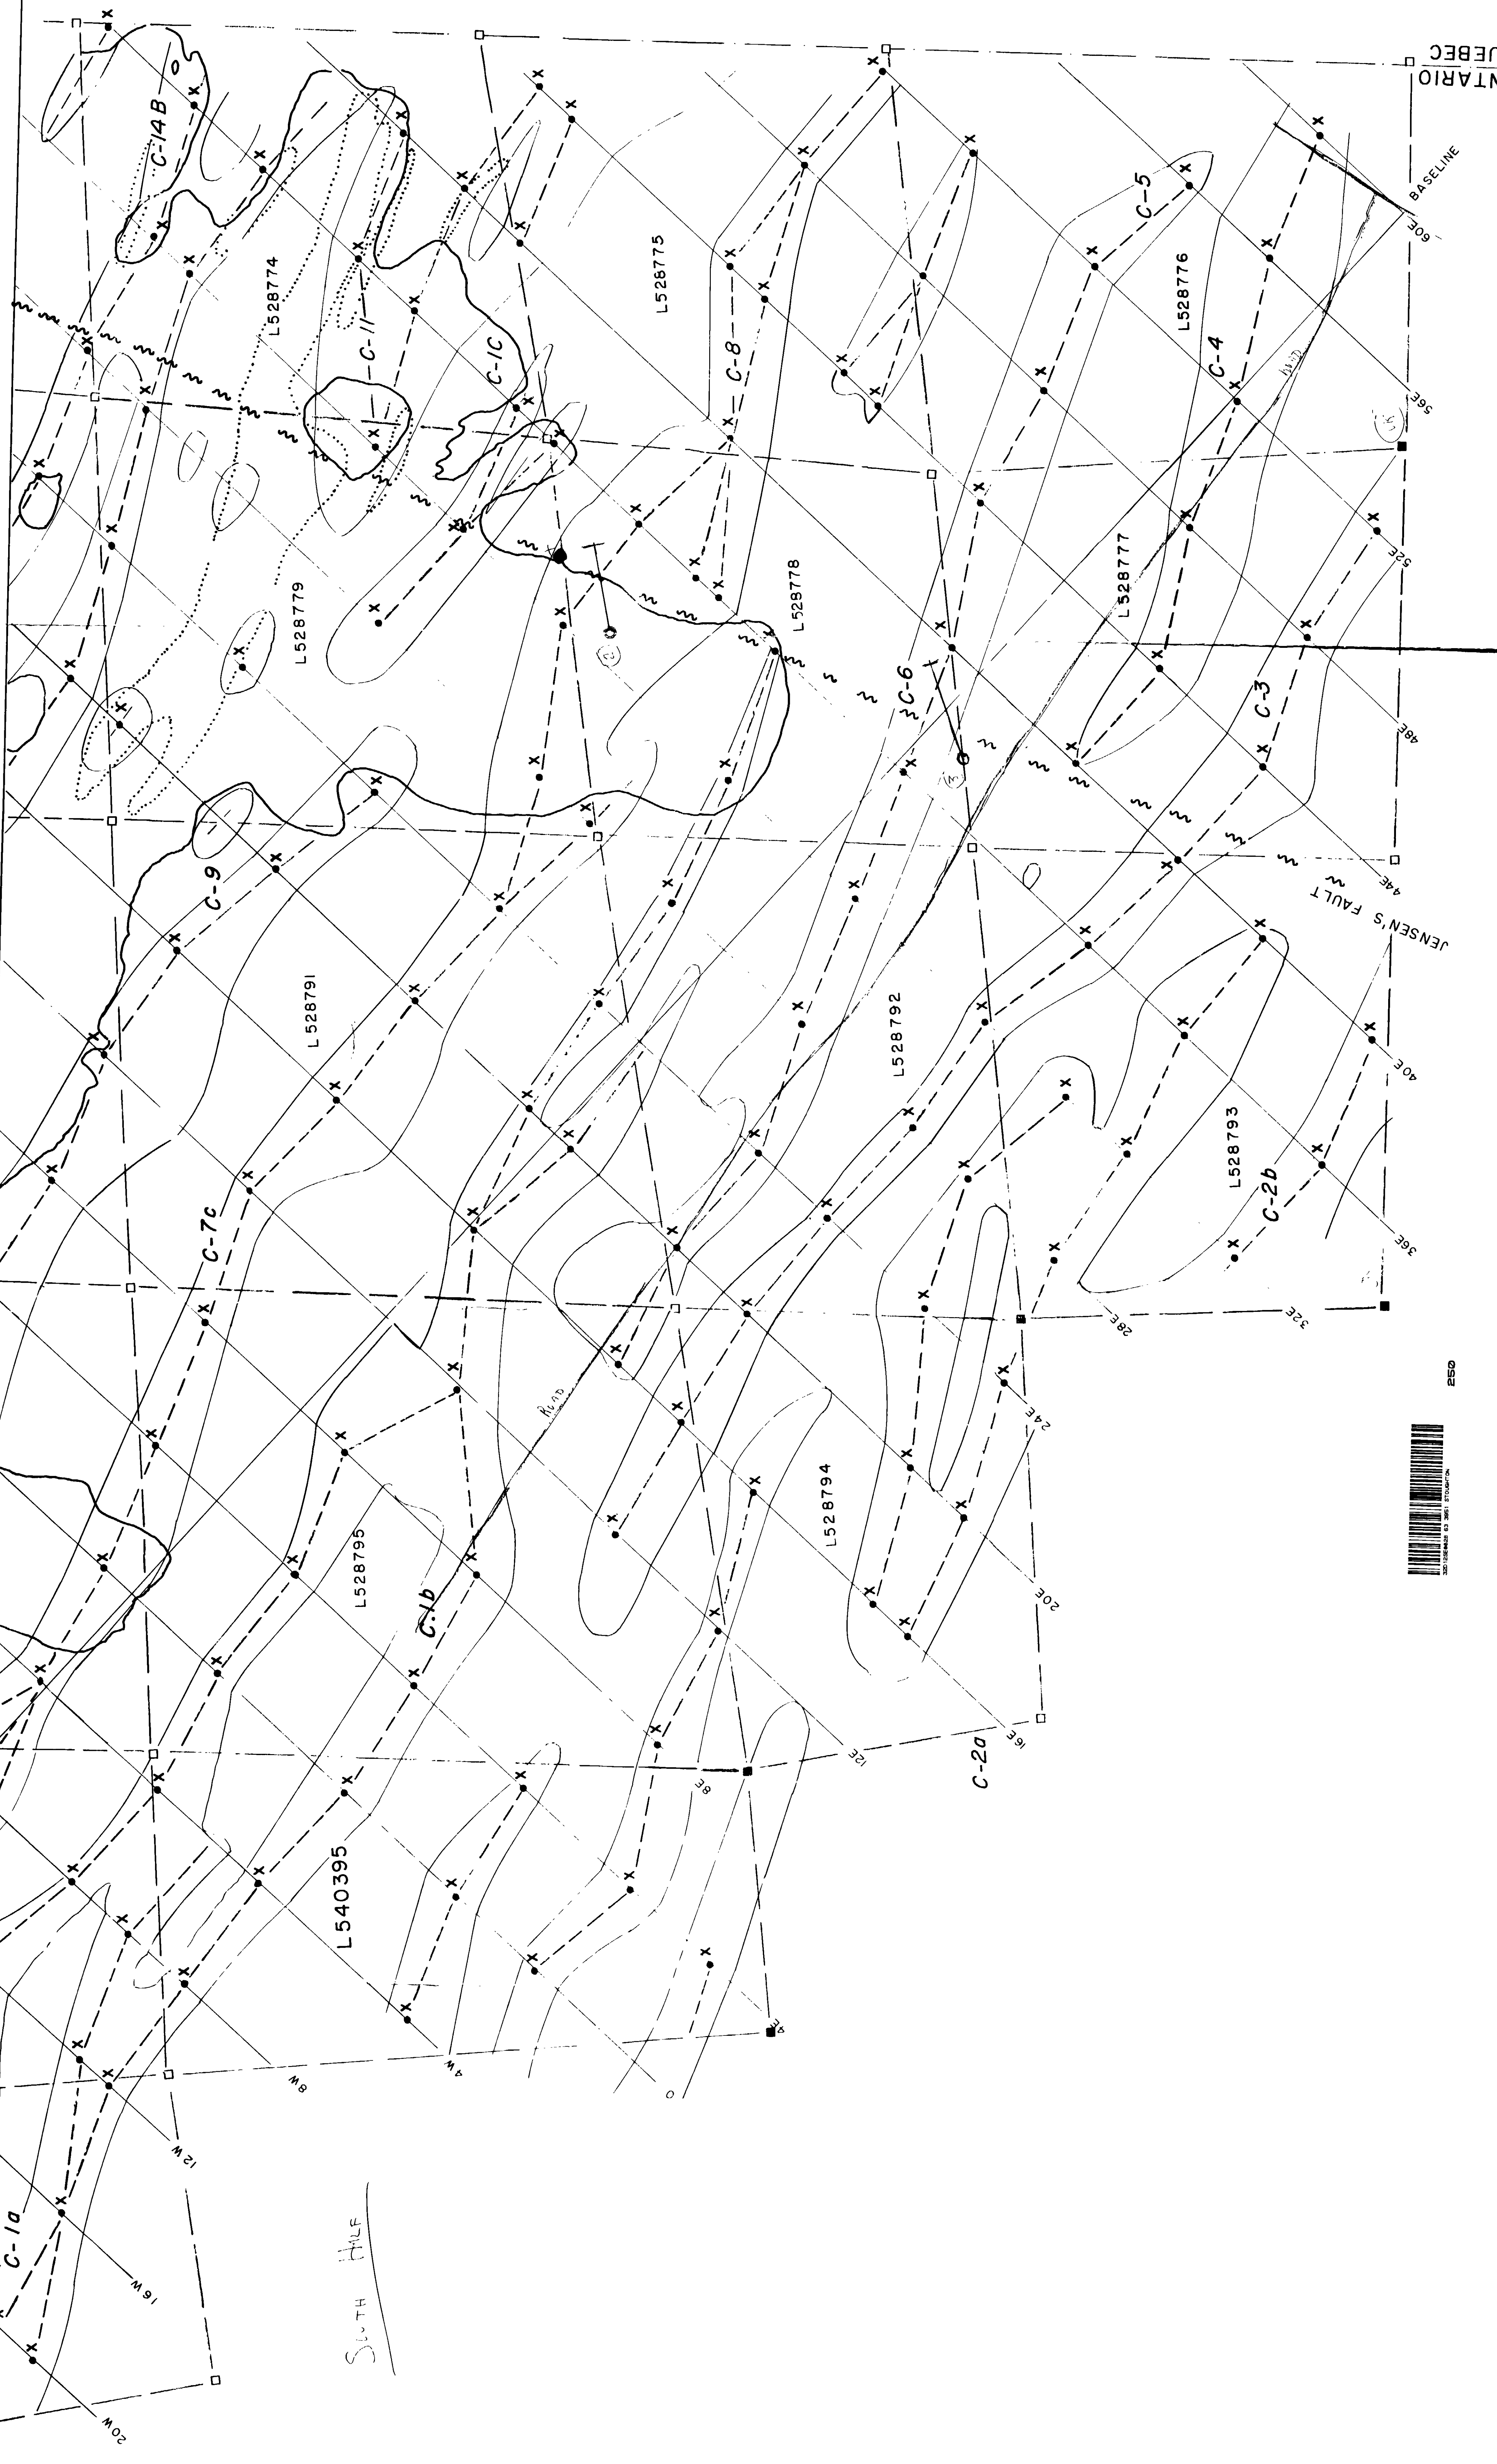 QUEBEC
C-14B
C-5
BASELINE
60E
L528774
L528775
L528776
C-11
C-1C
C-8
C-4
56E
L528779
L528778
L528777
52E
C-6
C-3
48E
C-9
JENSEN'S FAULT
44E
L528791
L528792
40E
L528793
C-7c
C-2b
36E
32E
28E
250
ROAD
24E
L528794
L528795
20E
C-1b
16E
12E
C-2a
8E
L540395
4E
4W
8W
0
12W
C-1a
16W
SOUTH HALF
20W